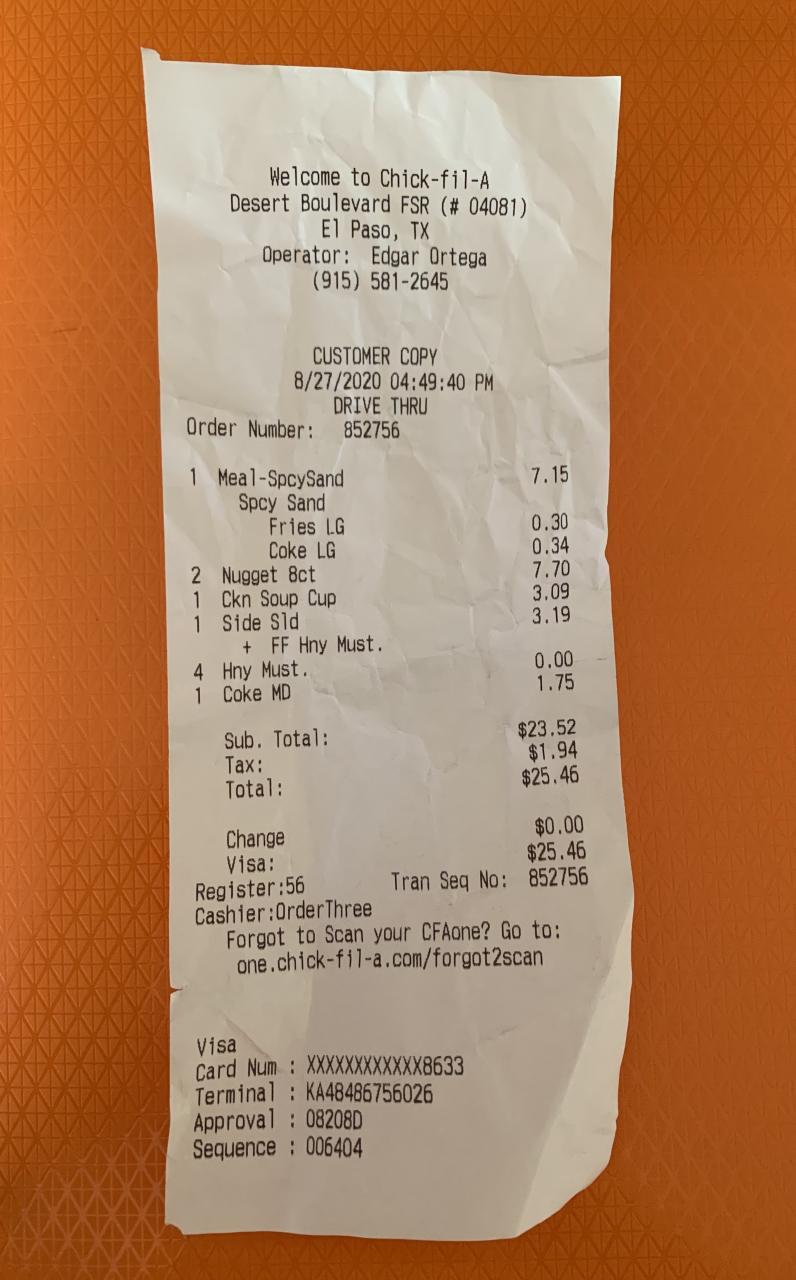 Welcome to Chick-fil-A
Desert Boulevard FSR (# 04081)
El Paso, TX
Operator: Edgar Ortega
(915) 581-2645
CUSTOMER COPY
8/27/2020 04:49:40 PM
DRIVE THRU
Order Number: 852756
1 Meal-SpcySand 7.15
Spcy Sand
Fries LG 0.30
Coke LG 0.34
2 Nugget 8ct 7.70
1 Ckn Soup Cup 3.09
1 Side Sld 3.19
+ FF Hny Must.
4 Hny Must. 0.00
1 Coke MD 1.75
Sub. Total: $23.52
Tax: $1.94
Total: $25.46
Change $0.00
Visa: $25.46
Register:56 Tran Seq No: 852756
Cashier:OrderThree
Forgot to Scan your CFAone? Go to:
one.chick-fil-a.com/forgot2scan
Visa
Card Num : XXXXXXXXXXXX8633
Terminal : KA48486756026
Approval : 08208D
Sequence : 006404